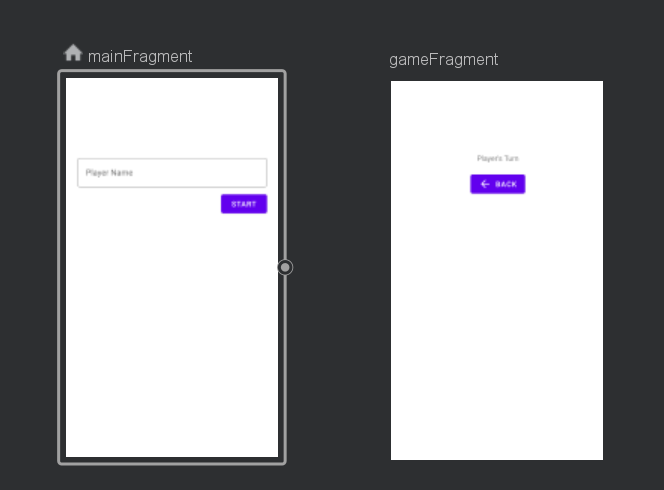 mainFragment
Player Name
START
gameFragment
Player's Turn
BACK